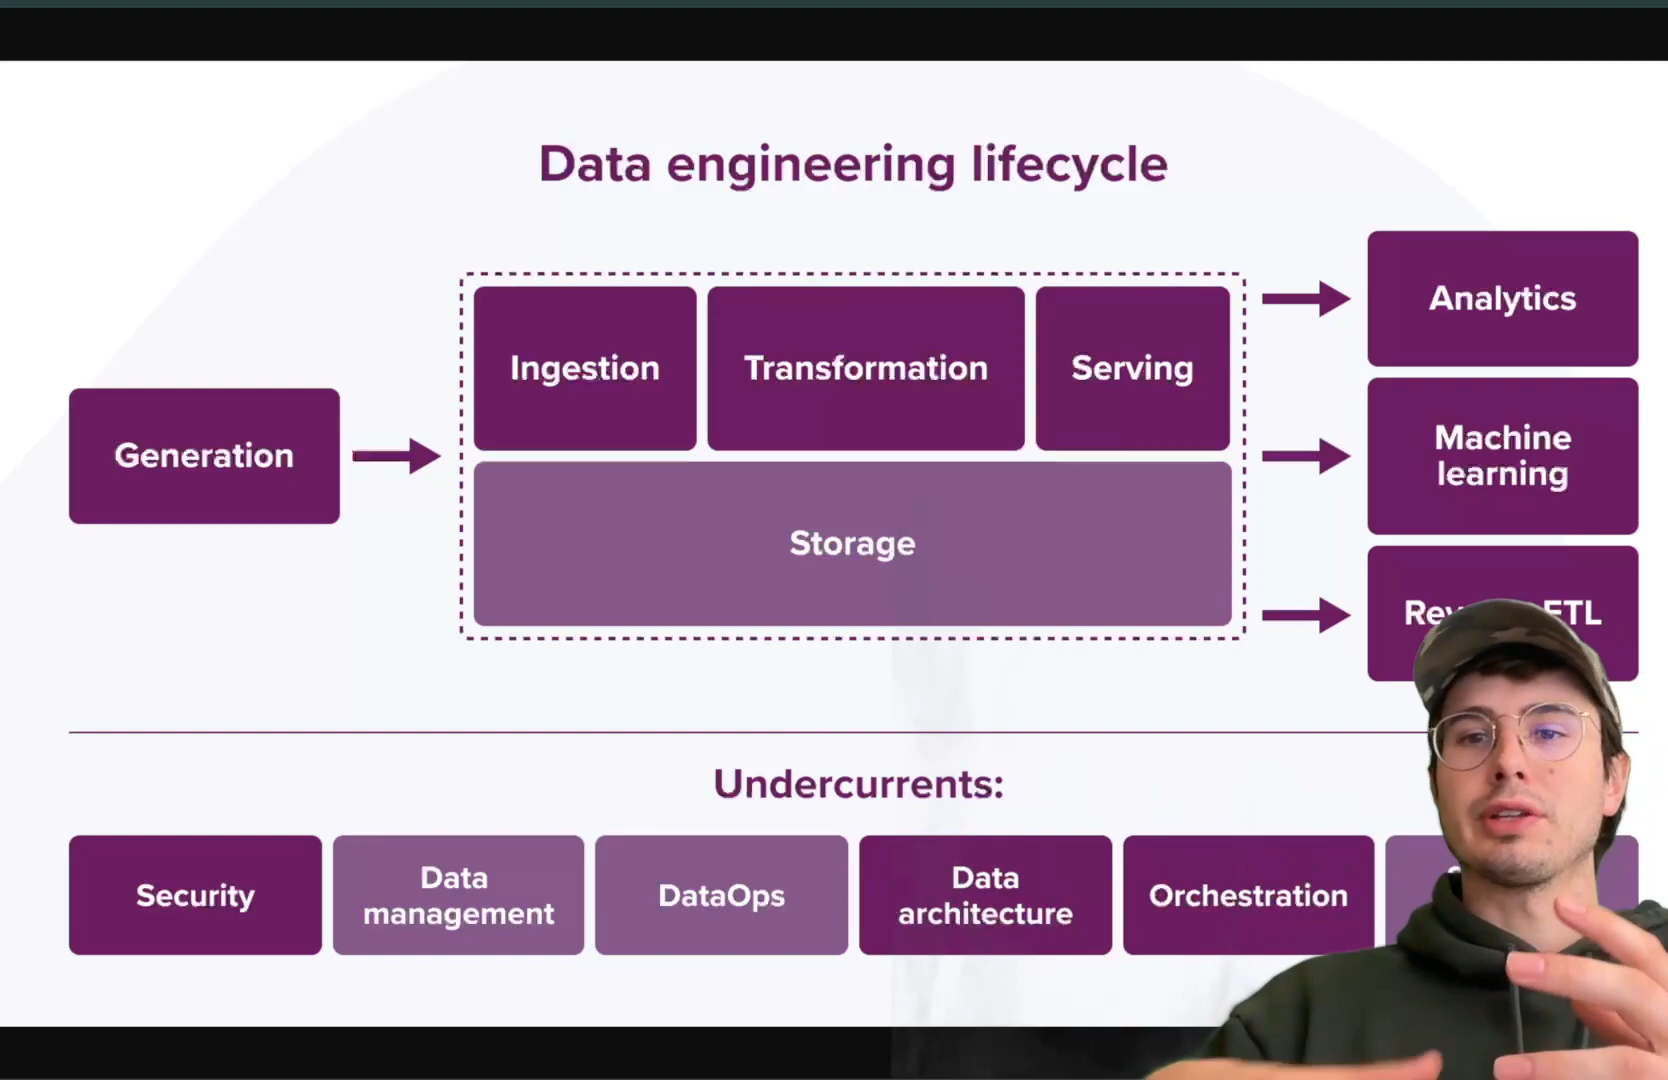 Data engineering lifecycle
Generation
Ingestion
Transformation
Serving
Storage
Analytics
Machine
learning
ETL
Undercurrents:
Security
Data
management
DataOps
Data
architecture
Orchestration